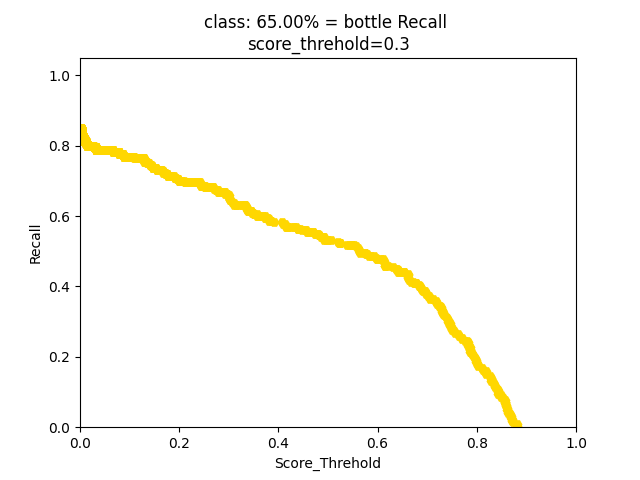 class: 65.00% = bottle Recall
score_threhold=0.3
Recall
1.0
0.8
0.6
0.4
0.2
0.0
0.0 0.2 0.4 0.6 0.8 1.0
Score_Threhold